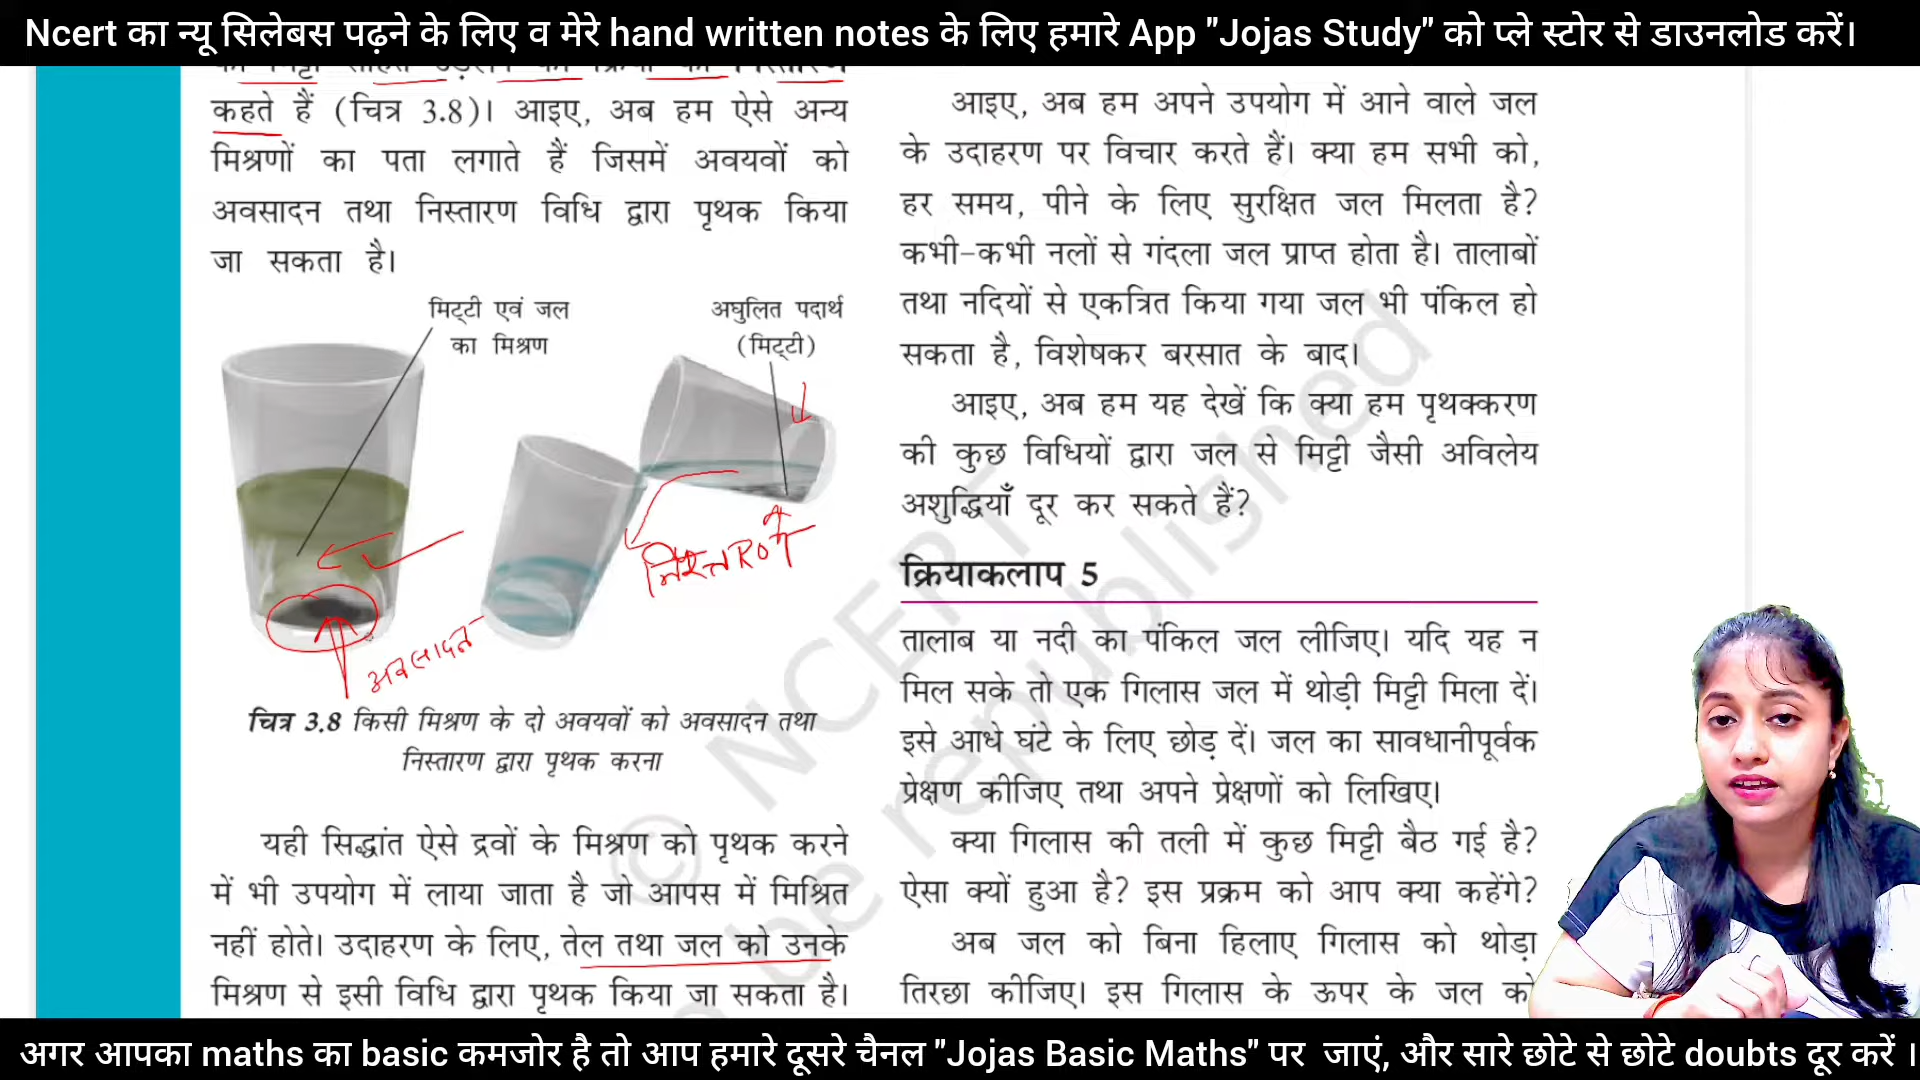 Ncert का न्यू सिलेबस पढ़ने के लिए व मेरे hand written notes के लिए हमारे App "Jojas Study" को प्ले स्टोर से डाउनलोड करें।
कहते हैं (चित्र 3.8)। आइए, अब हम ऐसे अन्य
मिश्रणों का पता लगाते हैं जिसमें अवयवों को
अवसादन तथा निस्तारण विधि द्वारा पृथक किया
जा सकता है।
मिट्टी एवं जल
का मिश्रण
अघुलित पदार्थ
(मिट्टी)
अवसादन
चित्र 3.8 किसी मिश्रण के दो अवयवों को अवसादन तथा
निस्तारण द्वारा पृथक करना
यही सिद्धांत ऐसे द्रवों के मिश्रण को पृथक करने
में भी उपयोग में लाया जाता है जो आपस में मिश्रित
नहीं होते। उदाहरण के लिए, तेल तथा जल को उनके
मिश्रण से इसी विधि द्वारा पृथक किया जा सकता है।
आइए, अब हम अपने उपयोग में आने वाले जल
के उदाहरण पर विचार करते हैं। क्या हम सभी को,
हर समय, पीने के लिए सुरक्षित जल मिलता है?
कभी-कभी नलों से गंदला जल प्राप्त होता है। तालाबों
तथा नदियों से एकत्रित किया गया जल भी पंकिल हो
सकता है, विशेषकर बरसात के बाद।
आइए, अब हम यह देखें कि क्या हम पृथक्करण
की कुछ विधियों द्वारा जल से मिट्टी जैसी अविलेय
अशुद्धियाँ दूर कर सकते हैं?
क्रियाकलाप 5
तालाब या नदी का पंकिल जल लीजिए। यदि यह न
मिल सके तो एक गिलास जल में थोड़ी मिट्टी मिला दें।
इसे आधे घंटे के लिए छोड़ दें। जल का सावधानीपूर्वक
प्रेक्षण कीजिए तथा अपने प्रेक्षणों को लिखिए।
क्या गिलास की तली में कुछ मिट्टी बैठ गई है?
ऐसा क्यों हुआ है? इस प्रक्रम को आप क्या कहेंगे?
अब जल को बिना हिलाए गिलास को थोड़ा
तिरछा कीजिए। इस गिलास के ऊपर के जल को
© NCERT
be republished
अगर आपका maths का basic कमजोर है तो आप हमारे दूसरे चैनल "Jojas Basic Maths" पर जाएं, और सारे छोटे से छोटे doubts दूर करें ।